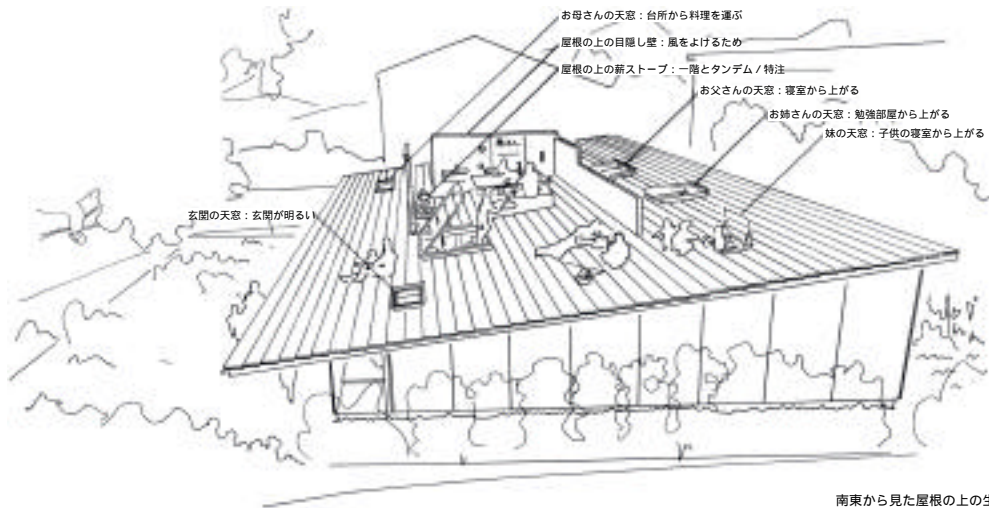 お母さんの天窓：台所から料理を運ぶ
屋根の上の目隠し壁：風をよけるため
屋根の上の薪ストーブ：一階とタンデム / 特注
お父さんの天窓：寝室から上がる
お姉さんの天窓：勉強部屋から上がる
妹の天窓：子供の寝室から上がる
玄関の天窓：玄関が明るい
南東から見た屋根の上の生